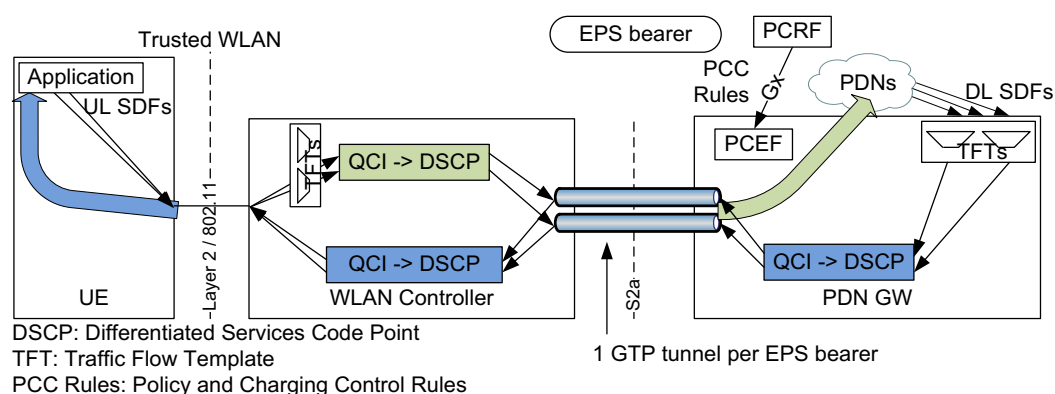 Trusted WLAN
EPS bearer
PCRF
Application
UL SDFs
PCC
Rules
Gx
PDNs
DL SDFs
PCEF
TFTs
TFTs
QCI -> DSCP
Layer 2 / 802.11
QCI -> DSCP
QCI -> DSCP
S2a
UE
WLAN Controller
PDN GW
DSCP: Differentiated Services Code Point
TFT: Traffic Flow Template
1 GTP tunnel per EPS bearer
PCC Rules: Policy and Charging Control Rules